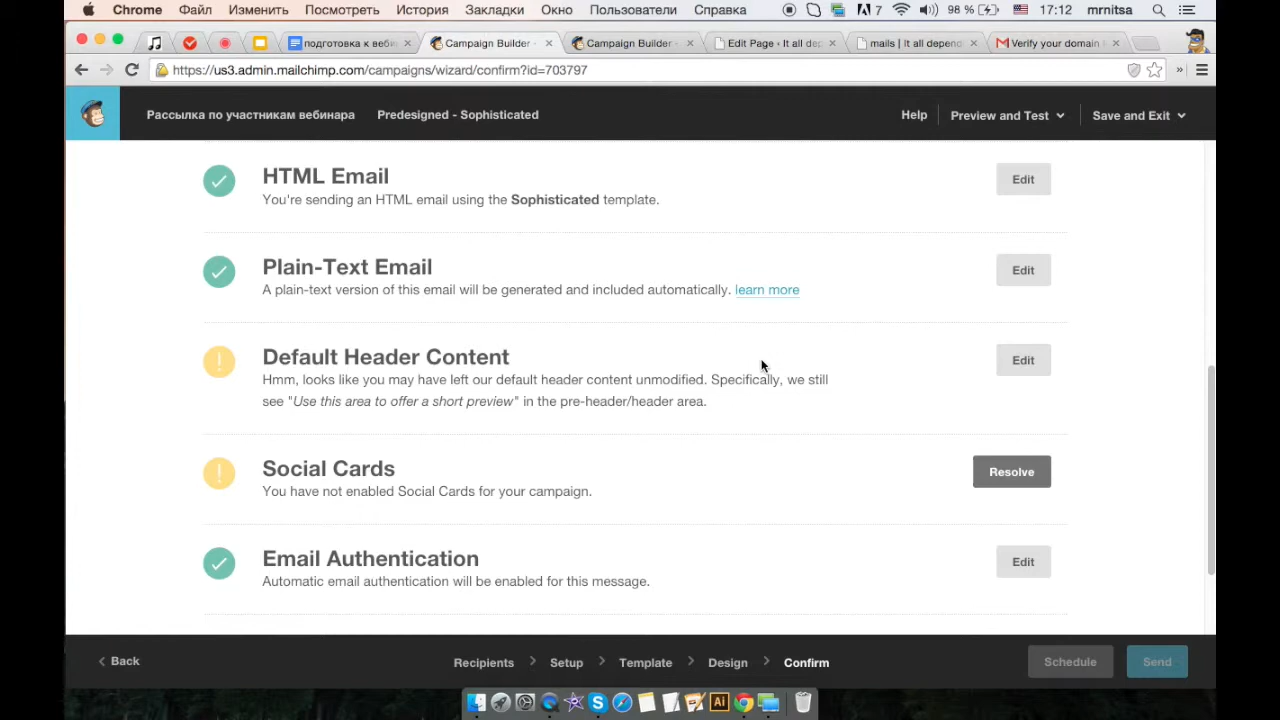 Chrome Файл Изменить Посмотреть История Закладки Окно Пользователи Справка 7 98 % 17:12 mrnitsa
подготовка к веби Campaign Builder Campaign Builder Edit Page · It all dep mails | It all depend Verify your domain
https://us3.admin.mailchimp.com/campaigns/wizard/confirm?id=703797
Рассылка по участникам вебинара Predesigned - Sophisticated Help Preview and Test Save and Exit
HTML Email
Edit
You're sending an HTML email using the Sophisticated template.
Plain-Text Email
Edit
A plain-text version of this email will be generated and included automatically. learn more
Default Header Content
Edit
Hmm, looks like you may have left our default header content unmodified. Specifically, we still
see "Use this area to offer a short preview" in the pre-header/header area.
Social Cards
Resolve
You have not enabled Social Cards for your campaign.
Email Authentication
Edit
Automatic email authentication will be enabled for this message.
Back Recipients Setup Template Design Confirm Schedule Send
Ai